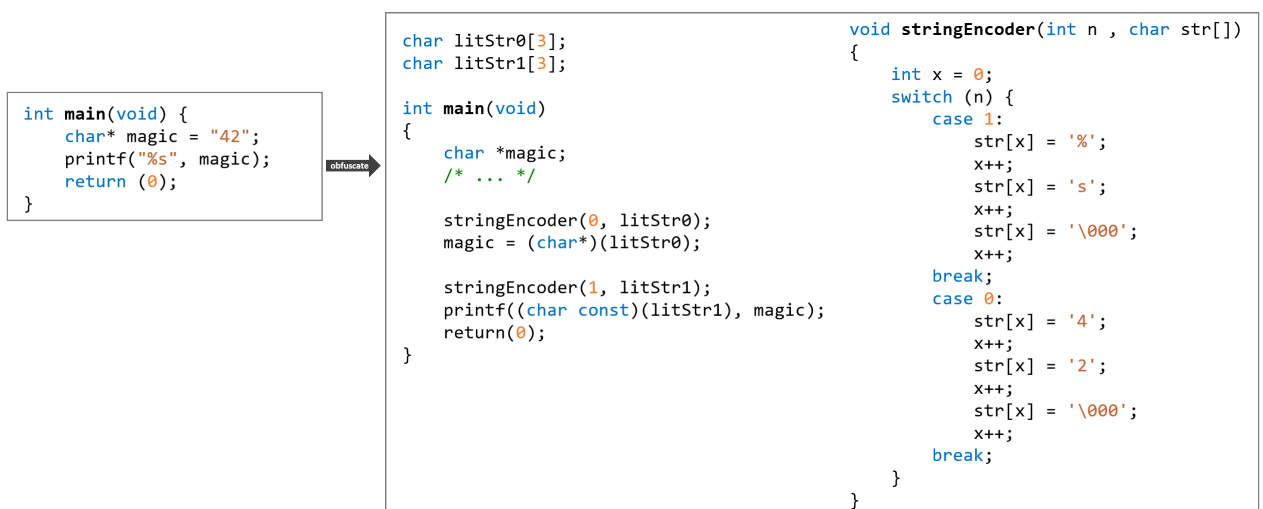 int main(void) {
    char* magic = "42";
    printf("%s", magic);
    return (0);
}
obfuscate
char litStr0[3];
char litStr1[3];
int main(void)
{
    char *magic;
    /* ... */
    stringEncoder(0, litStr0);
    magic = (char*)(litStr0);
    stringEncoder(1, litStr1);
    printf((char const)(litStr1), magic);
    return(0);
}
void stringEncoder(int n , char str[])
{
    int x = 0;
    switch (n) {
        case 1:
            str[x] = '%';
            x++;
            str[x] = 's';
            x++;
            str[x] = '\000';
            x++;
        break;
        case 0:
            str[x] = '4';
            x++;
            str[x] = '2';
            x++;
            str[x] = '\000';
            x++;
        break;
    }
}